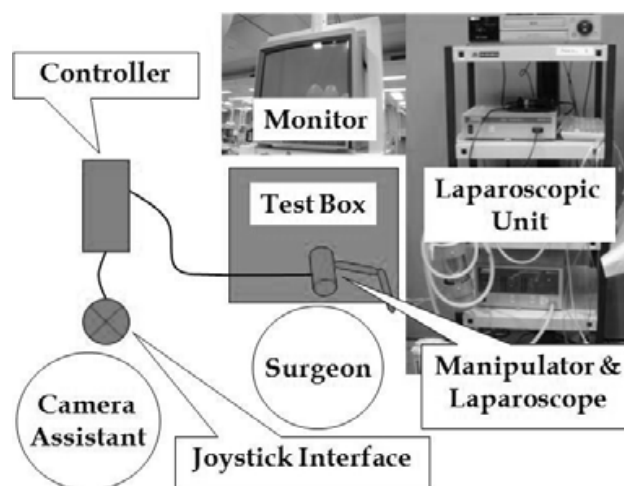 Controller
Monitor
Test Box
Laparoscopic
Unit
Surgeon
Manipulator &
Laparoscope
Camera
Assistant
Joystick Interface